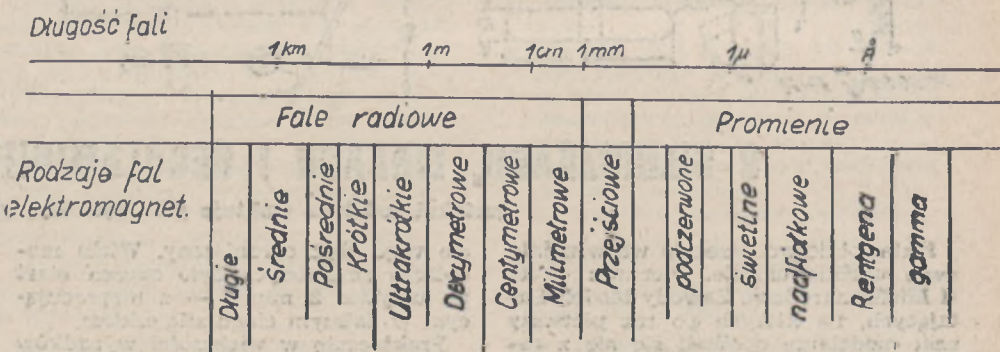 Długość fali
1km 1m 1cm 1mm 1µ Å
Fale radiowe Promienie
Rodzaje fal
elektromagnet.
Długie
średnie
Pośrednie
Krótkie
Ultrakrótkie
Decymetrowe
Centymetrowe
Milimetrowe
Przejściowe
podczerwone
świetlne
nadfiołkowe
Rentgena
gamma